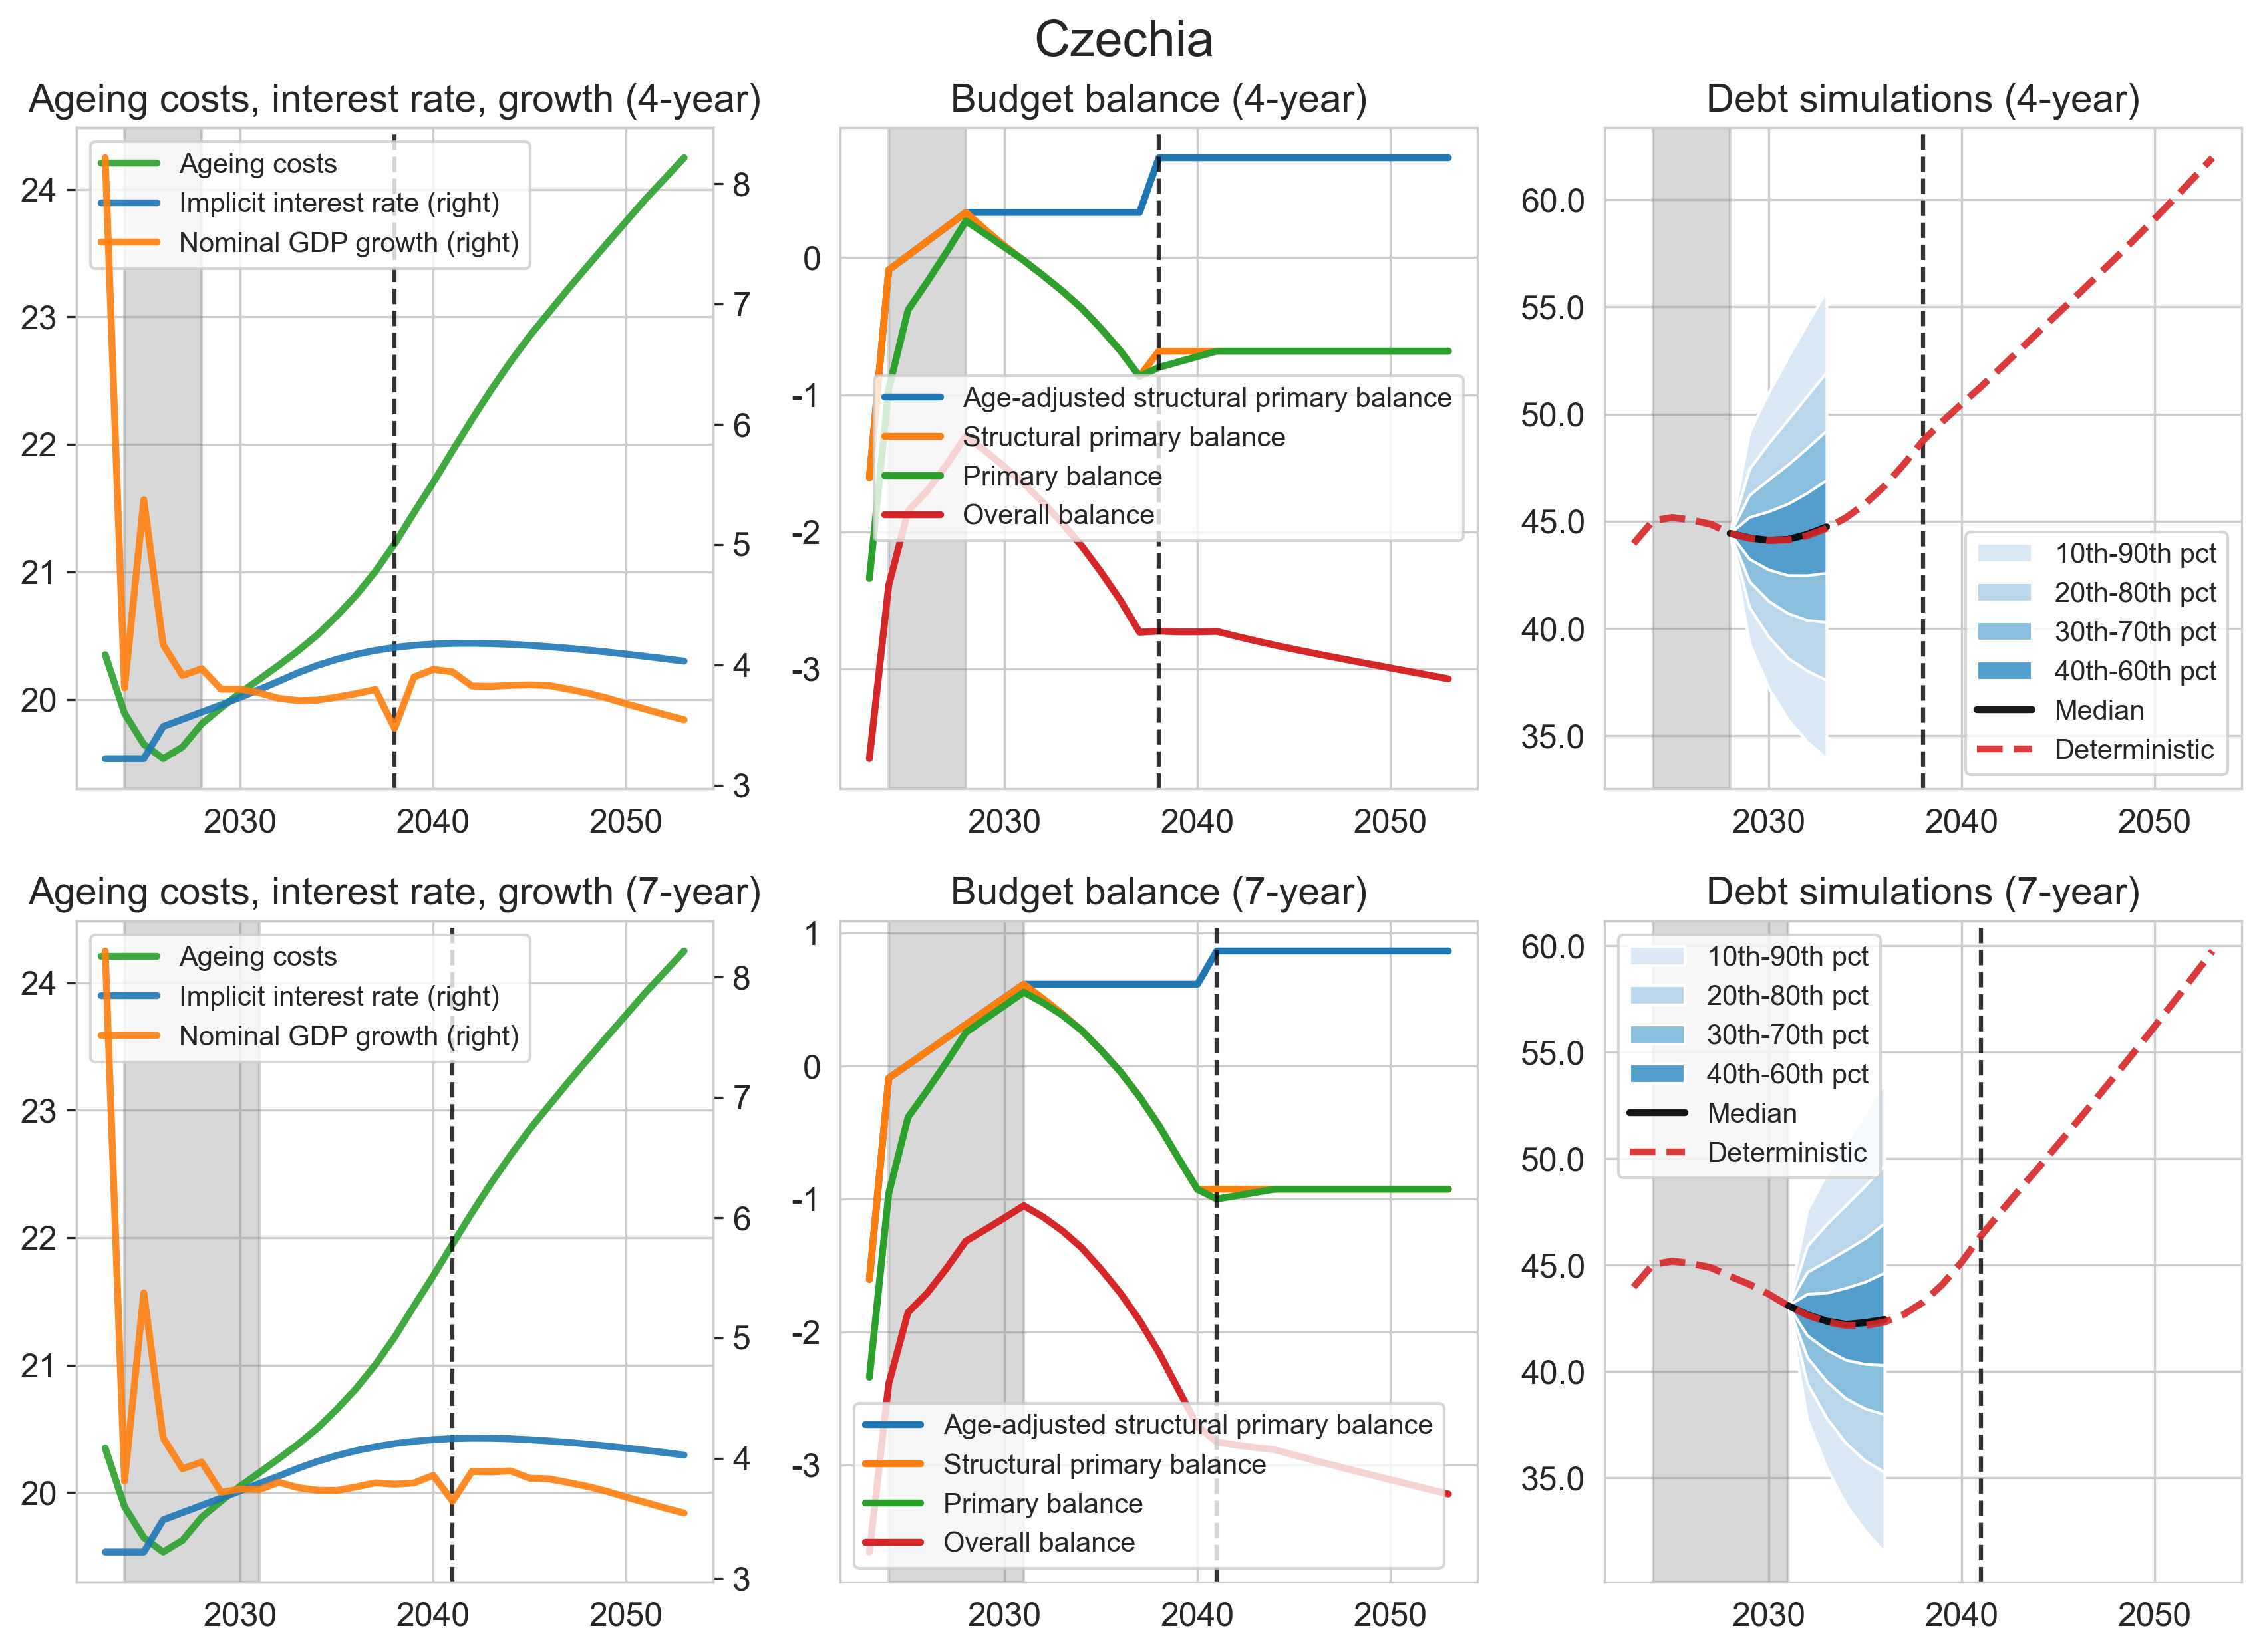 Czechia
Ageing costs, interest rate, growth (4-year)
Ageing costs
Implicit interest rate (right)
Nominal GDP growth (right)
24
23
22
21
20
8
7
6
5
4
3
2030 2040 2050
Budget balance (4-year)
0
-1
-2
-3
Age-adjusted structural primary balance
Structural primary balance
Primary balance
Overall balance
2030 2040 2050
Debt simulations (4-year)
60.0
55.0
50.0
45.0
40.0
35.0
10th-90th pct
20th-80th pct
30th-70th pct
40th-60th pct
Median
Deterministic
2030 2040 2050
Ageing costs, interest rate, growth (7-year)
Ageing costs
Implicit interest rate (right)
Nominal GDP growth (right)
24
23
22
21
20
8
7
6
5
4
3
2030 2040 2050
Budget balance (7-year)
1
0
-1
-2
-3
Age-adjusted structural primary balance
Structural primary balance
Primary balance
Overall balance
2030 2040 2050
Debt simulations (7-year)
60.0
55.0
50.0
45.0
40.0
35.0
10th-90th pct
20th-80th pct
30th-70th pct
40th-60th pct
Median
Deterministic
2030 2040 2050